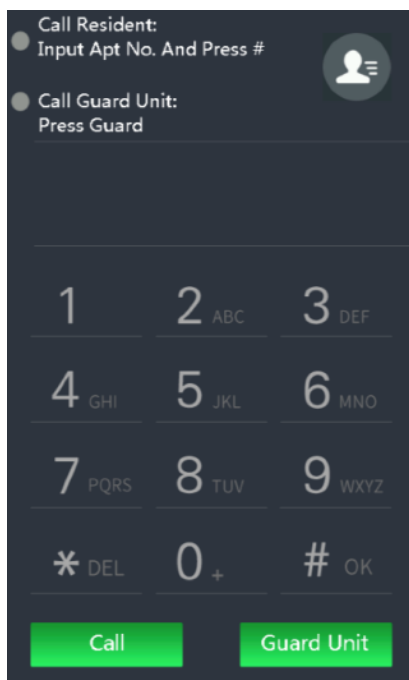 Call Resident:
Input Apt No. And Press #
Call Guard Unit:
Press Guard
1
2 ABC
3 DEF
4 GHI
5 JKL
6 MNO
7 PQRS
8 TUV
9 WXYZ
* DEL
0 +
# OK
Call
Guard Unit